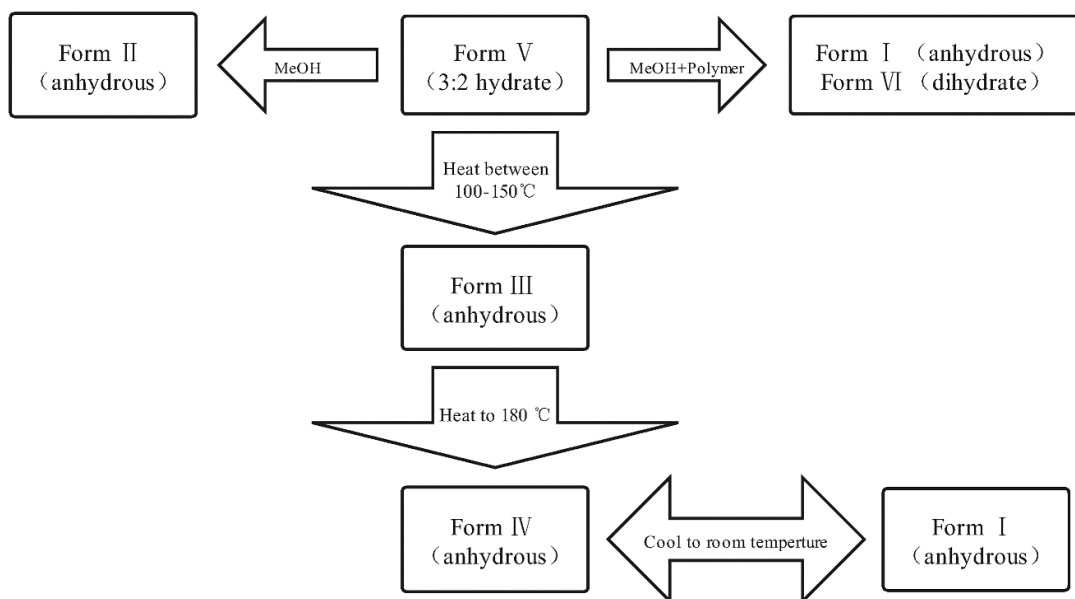 Form Ⅱ
（anhydrous）
MeOH
Form Ⅴ
（3:2 hydrate）
MeOH+Polymer
Form Ⅰ （anhydrous）
Form Ⅵ （dihydrate）
Heat between
100-150℃
Form Ⅲ
（anhydrous）
Heat to 180 ℃
Form Ⅳ
（anhydrous）
Cool to room temperture
Form Ⅰ
（anhydrous）